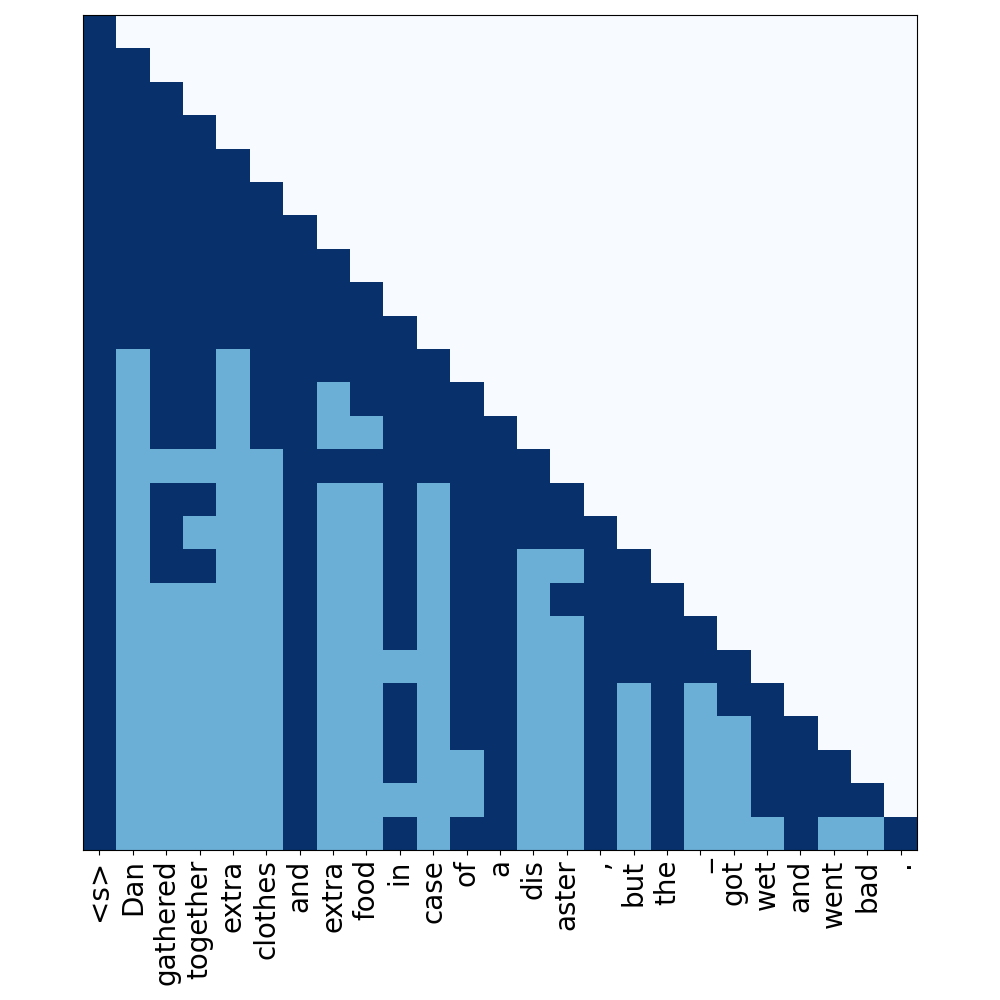 <s> Dan gathered together extra clothes and extra food in case of a dis aster , but the _ got wet and went bad .